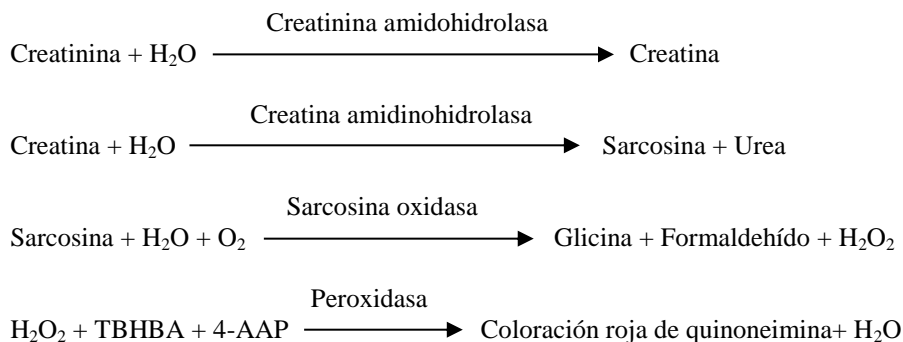 Creatinina amidohidrolasa
Creatinina + H₂O Creatina
Creatina amidinohidrolasa
Creatina + H₂O Sarcosina + Urea
Sarcosina oxidasa
Sarcosina + H₂O + O₂ Glicina + Formaldehído + H₂O₂
Peroxidasa
H₂O₂ + TBHBA + 4-AAP Coloración roja de quinoneimina+ H₂O